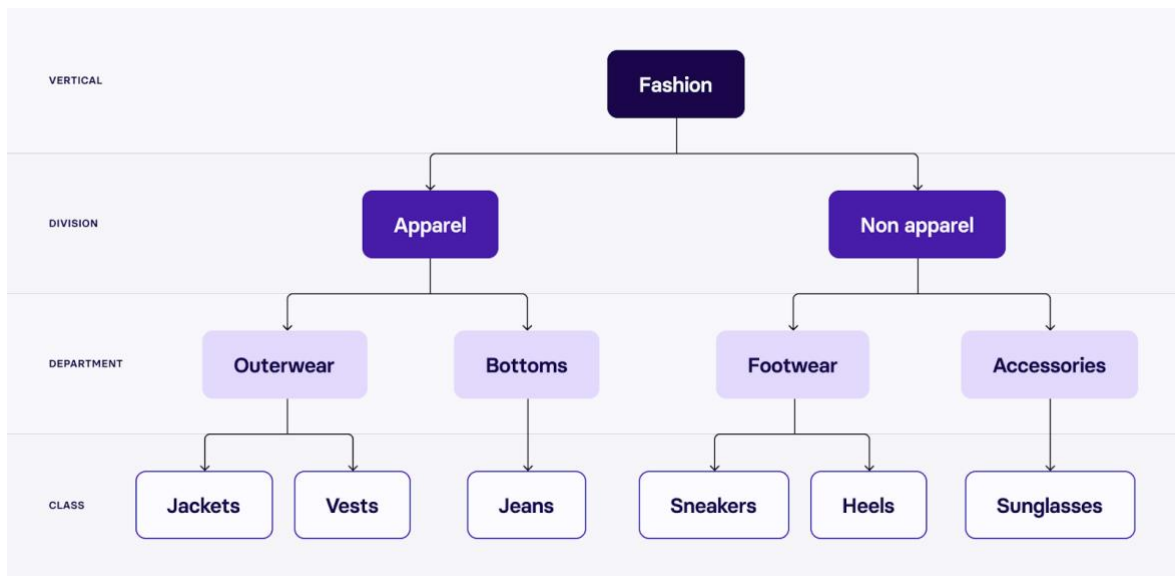 VERTICAL
Fashion
DIVISION
Apparel
Non apparel
DEPARTMENT
Outerwear
Bottoms
Footwear
Accessories
CLASS
Jackets
Vests
Jeans
Sneakers
Heels
Sunglasses